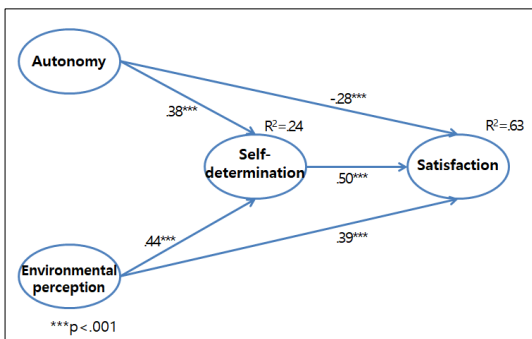 Autonomy
-.28***
.38***
R²=.24
R²=.63
Self-
determination
Satisfaction
.50***
.44***
.39***
Environmental
perception
***p<.001